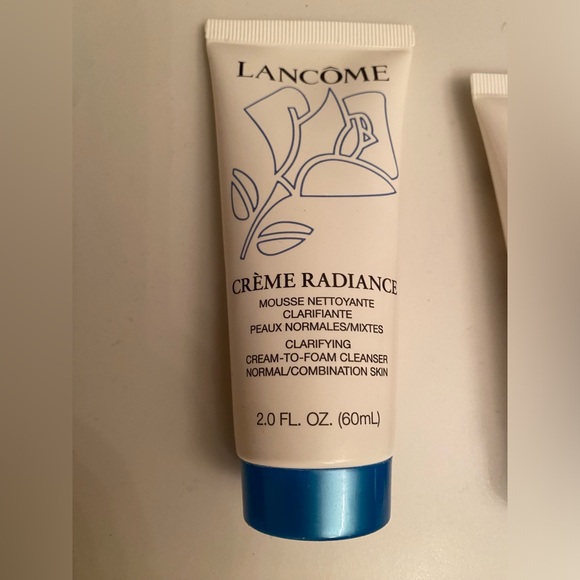 LANCÔME
CRÈME RADIANCE
MOUSSE NETTOYANTE
CLARIFIANTE
PEAUX NORMALES/MIXTES
CLARIFYING
CREAM-TO-FOAM CLEANSER
NORMAL/COMBINATION SKIN
2.0 FL. OZ. (60mL)